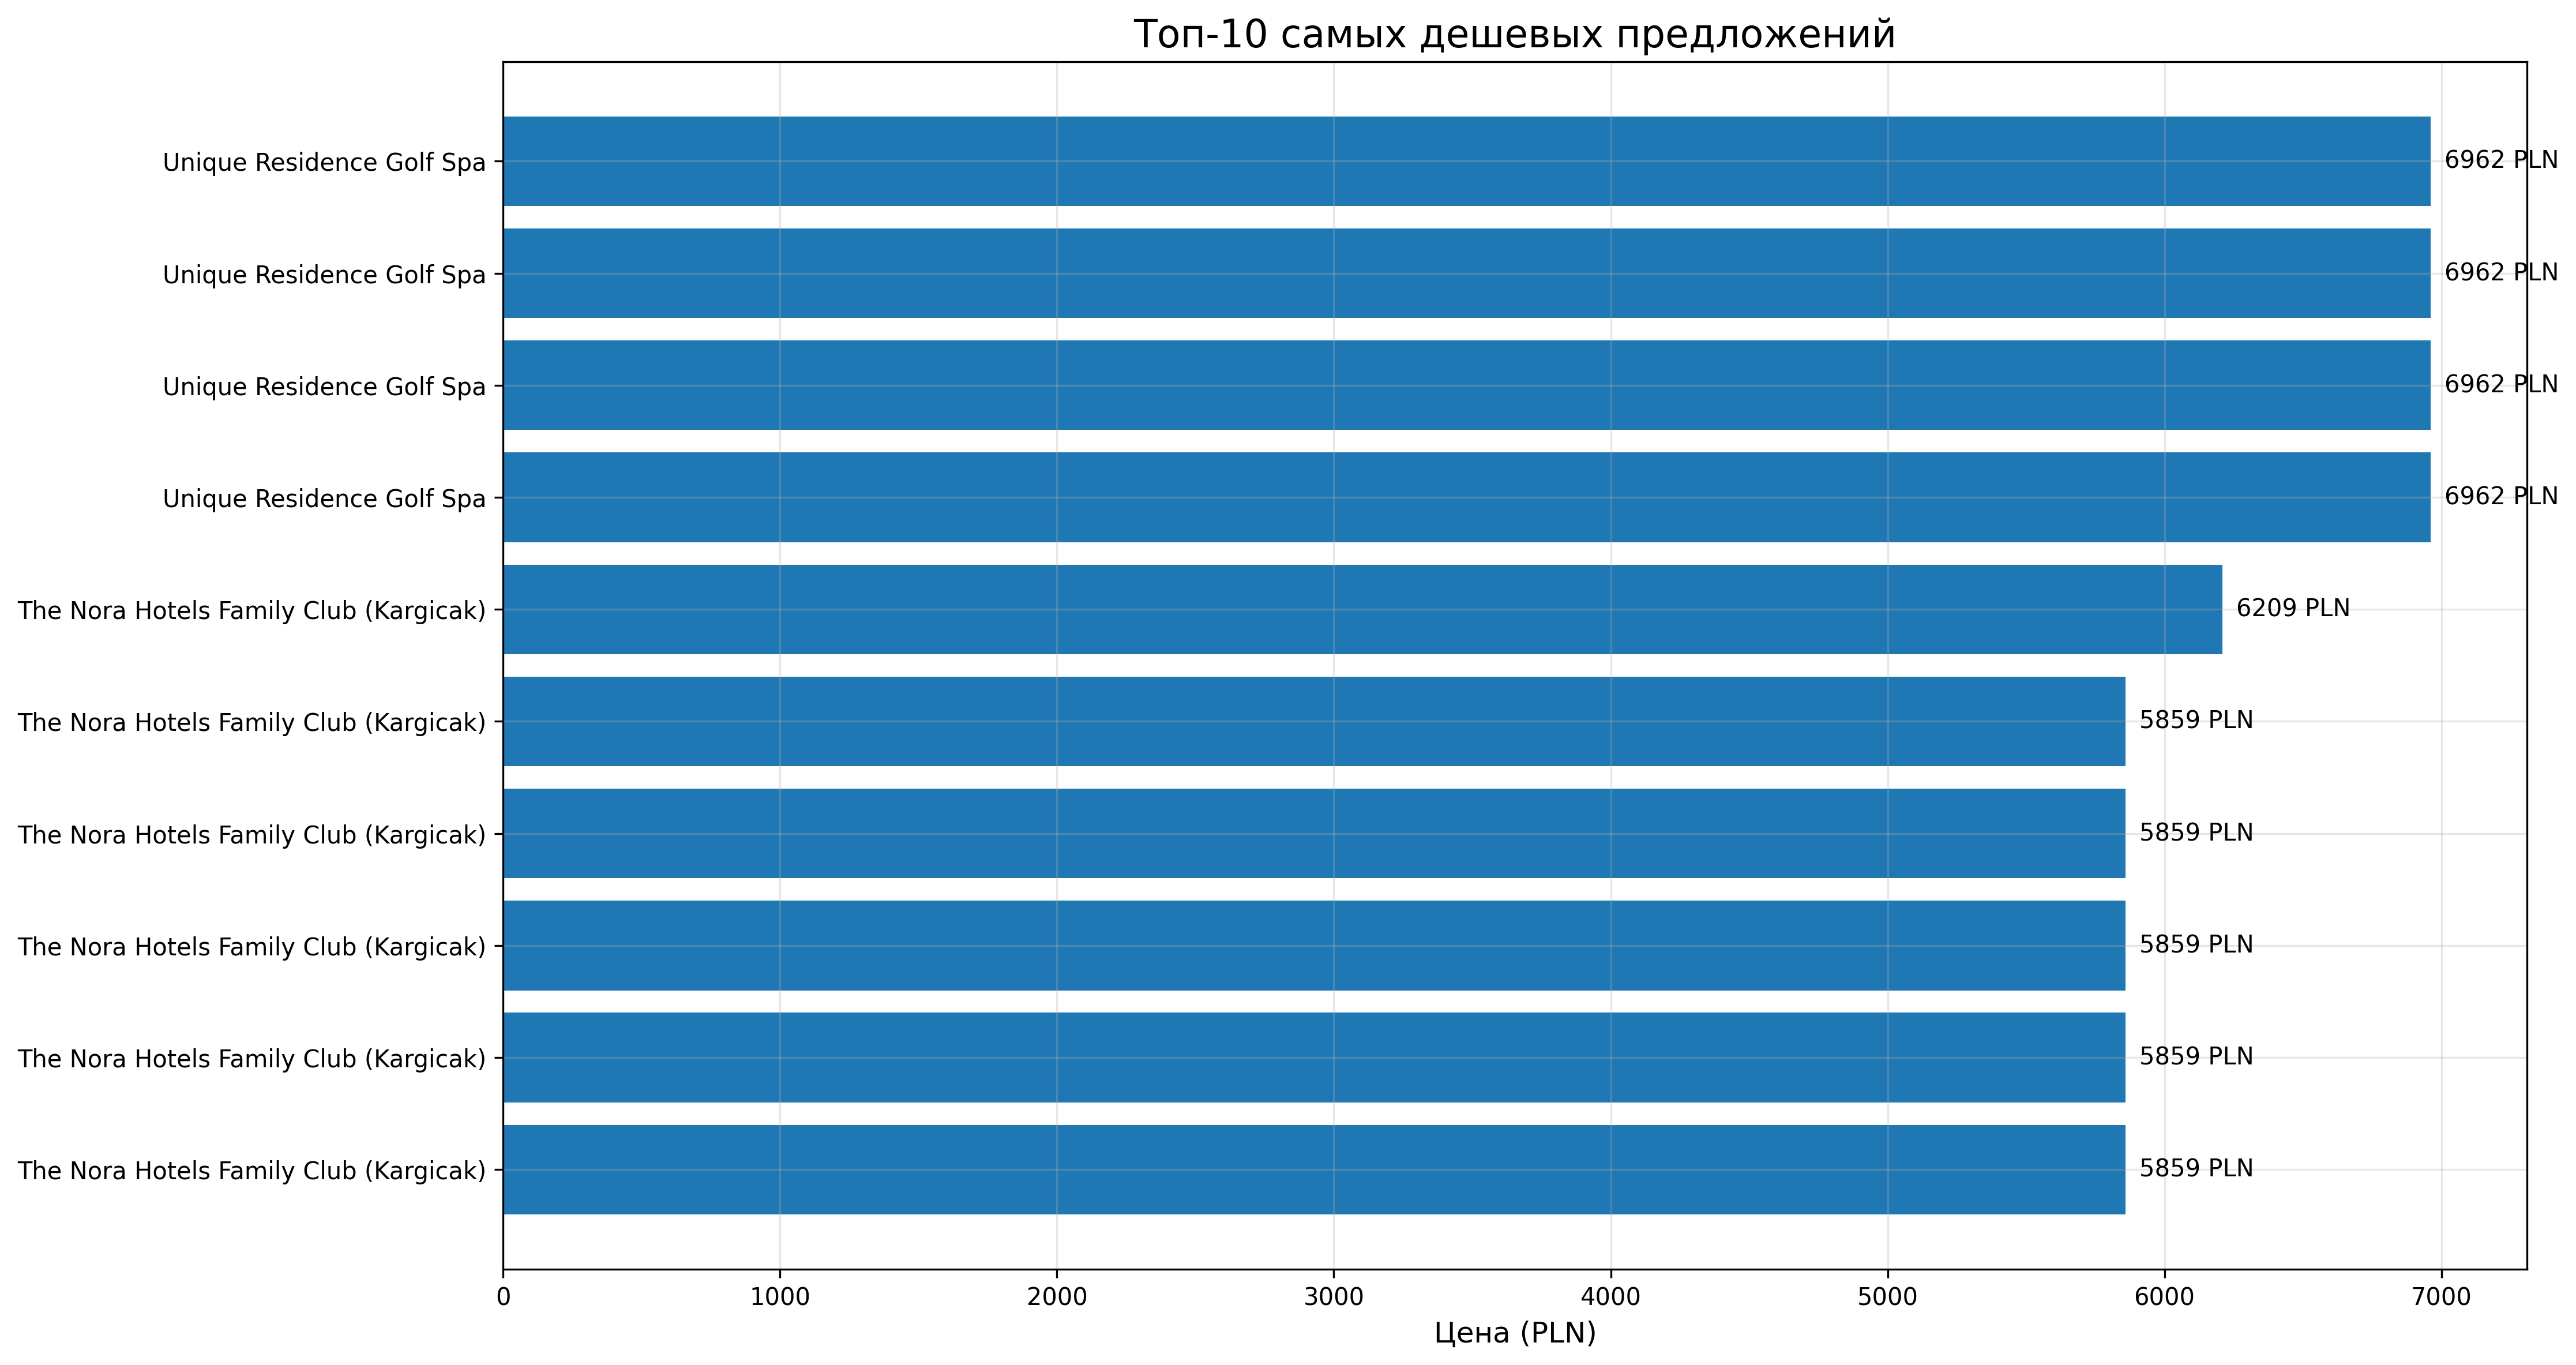 Топ-10 самых дешевых предложений
Unique Residence Golf Spa 6962 PLN
Unique Residence Golf Spa 6962 PLN
Unique Residence Golf Spa 6962 PLN
Unique Residence Golf Spa 6962 PLN
The Nora Hotels Family Club (Kargicak) 6209 PLN
The Nora Hotels Family Club (Kargicak) 5859 PLN
The Nora Hotels Family Club (Kargicak) 5859 PLN
The Nora Hotels Family Club (Kargicak) 5859 PLN
The Nora Hotels Family Club (Kargicak) 5859 PLN
The Nora Hotels Family Club (Kargicak) 5859 PLN
0 1000 2000 3000 4000 5000 6000 7000
Цена (PLN)